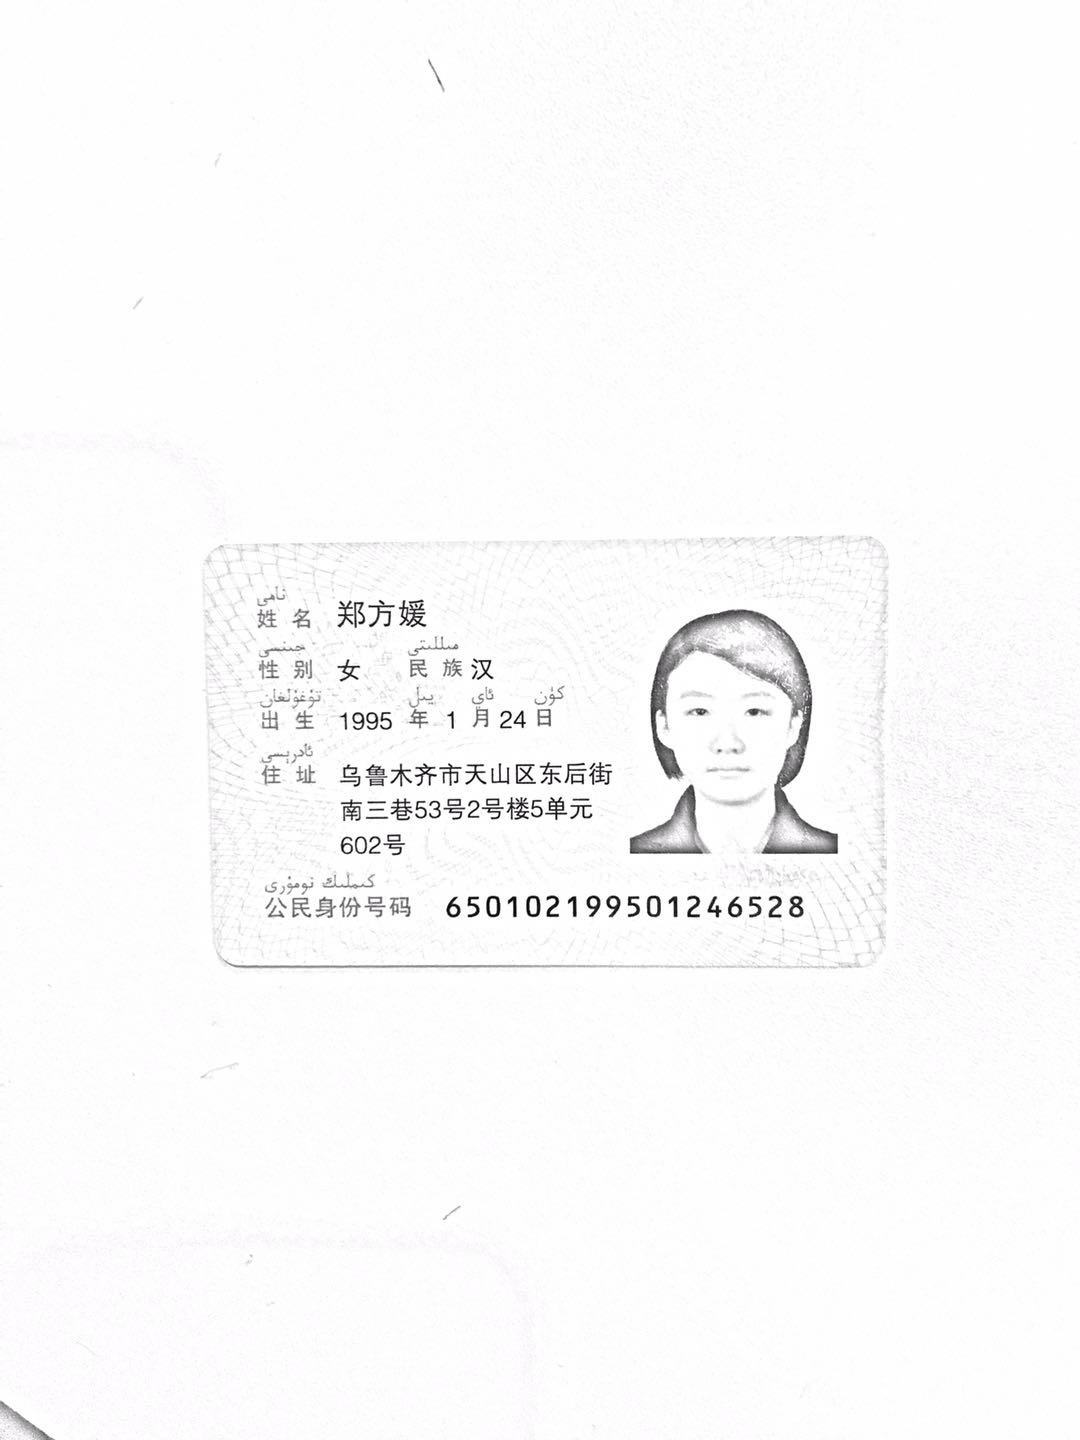 نامى
姓名 郑方媛
جىنسى مىللىتى
性别 女 民族 汉
تۇغۇلغان يىل ئاي كۈن
出生 1995 年 1 月 24 日
ئادرېسى
住址 乌鲁木齐市天山区东后街
南三巷53号2号楼5单元
602号
كىملىك نومۇرى
公民身份号码 650102199501246528